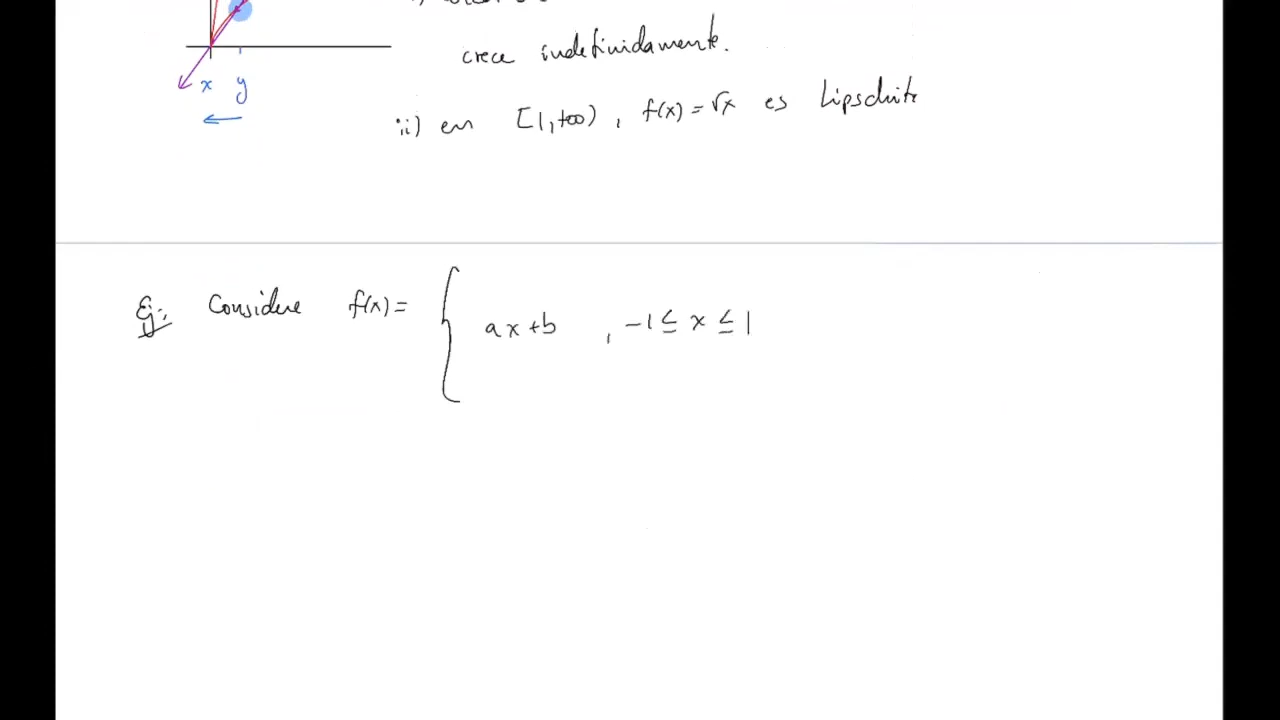 crece indefinidamente.
x y
ii) en [1,+∞), f(x)=√x es Lipschitz
Ej: Considere f(x)= { ax+b , -1 ≤ x ≤ 1